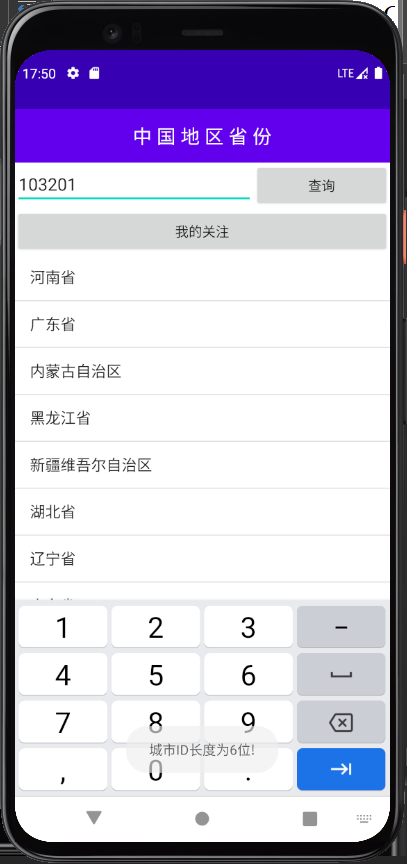 17:50 LTE
中国地区省份
103201 查询
我的关注
河南省
广东省
内蒙古自治区
黑龙江省
新疆维吾尔自治区
湖北省
辽宁省
1 2 3 –
4 5 6
7 8 9
城市ID长度为6位!
, 0 .